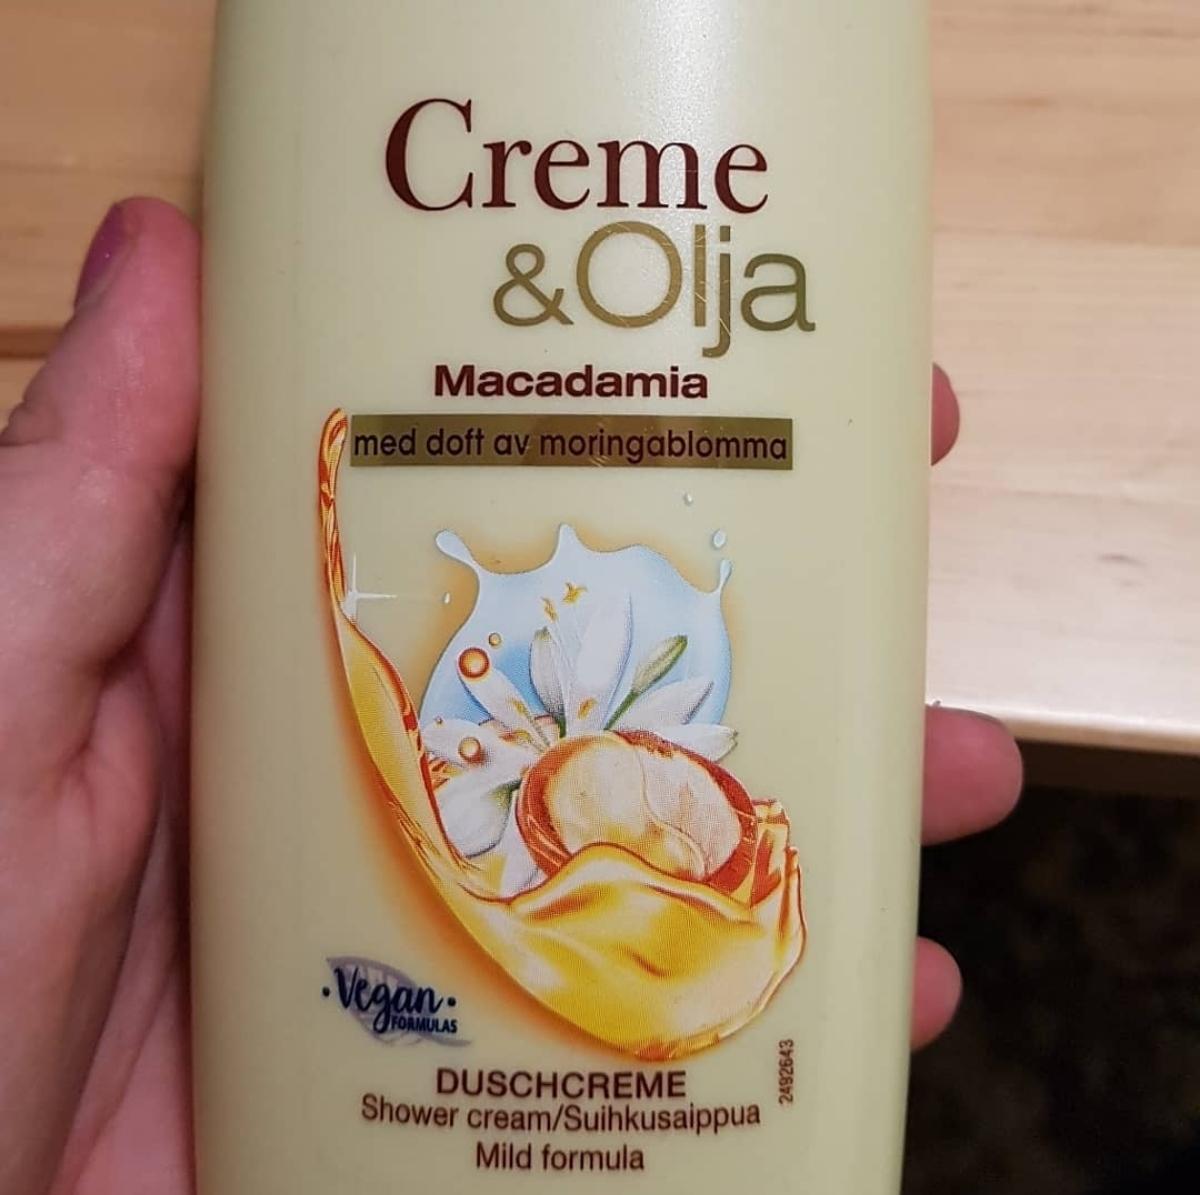 Creme
&Olja
Macadamia
med doft av moringablomma
·Vegan·
FORMULAS
DUSCHCREME
Shower cream/Suihkusaippua
Mild formula
2492643